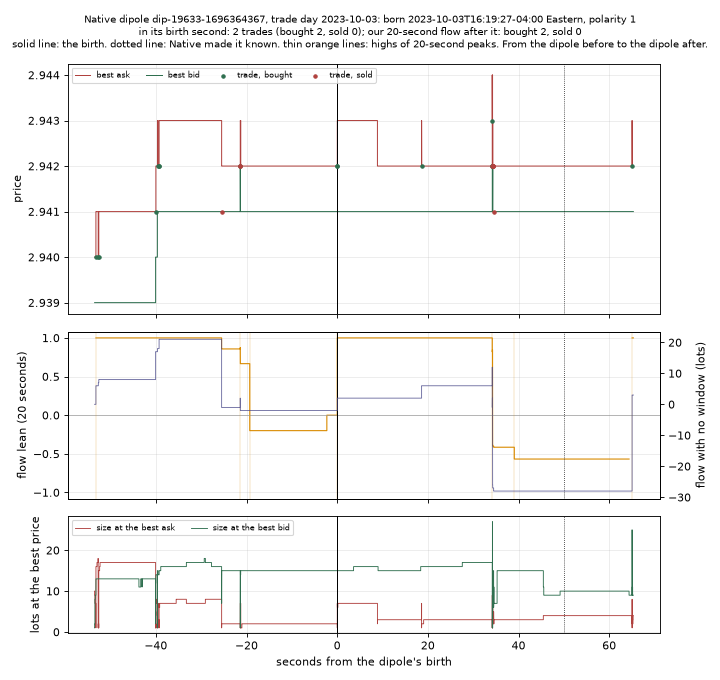 Native dipole dip-19633-1696364367, trade day 2023-10-03: born 2023-10-03T16:19:27-04:00 Eastern, polarity 1
in its birth second: 2 trades (bought 2, sold 0); our 20-second flow after it: bought 2, sold 0
solid line: the birth. dotted line: Native made it known. thin orange lines: highs of 20-second peaks. From the dipole before to the dipole after.
best ask best bid trade, bought trade, sold
2.944
2.943
2.942
2.941
2.940
2.939
price
1.0
0.5
0.0
−0.5
−1.0
flow lean (20 seconds)
20
10
0
−10
−20
−30
flow with no window (lots)
size at the best ask size at the best bid
20
10
0
lots at the best price
−40 −20 0 20 40 60
seconds from the dipole's birth